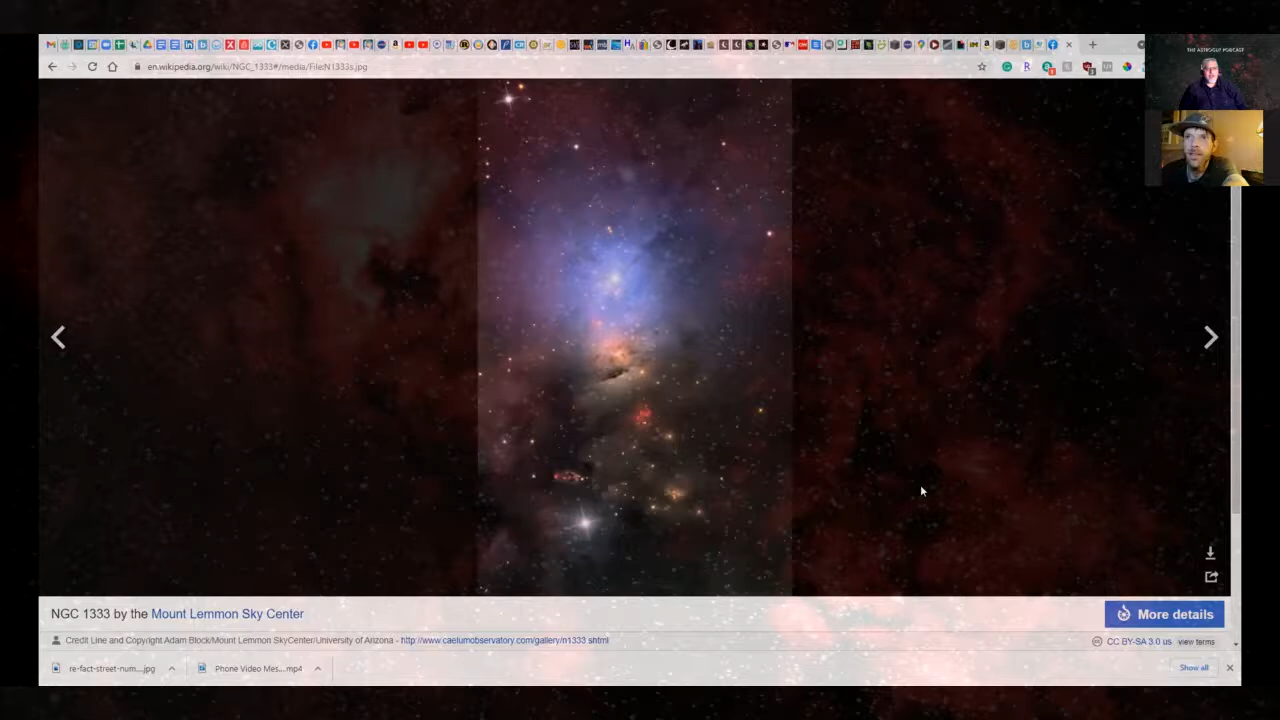 THE ASTROGUY PODCAST
en.wikipedia.org/wiki/NGC_1333#/media/File:N1333s.jpg
NGC 1333 by the Mount Lemmon Sky Center
More details
Credit Line and Copyright Adam Block/Mount Lemmon SkyCenter/University of Arizona - http://www.caelumobservatory.com/gallery/n1333.shtml
CC BY-SA 3.0 us view terms
re-fact-street-num....jpg
Phone Video Mes....mp4
Show all